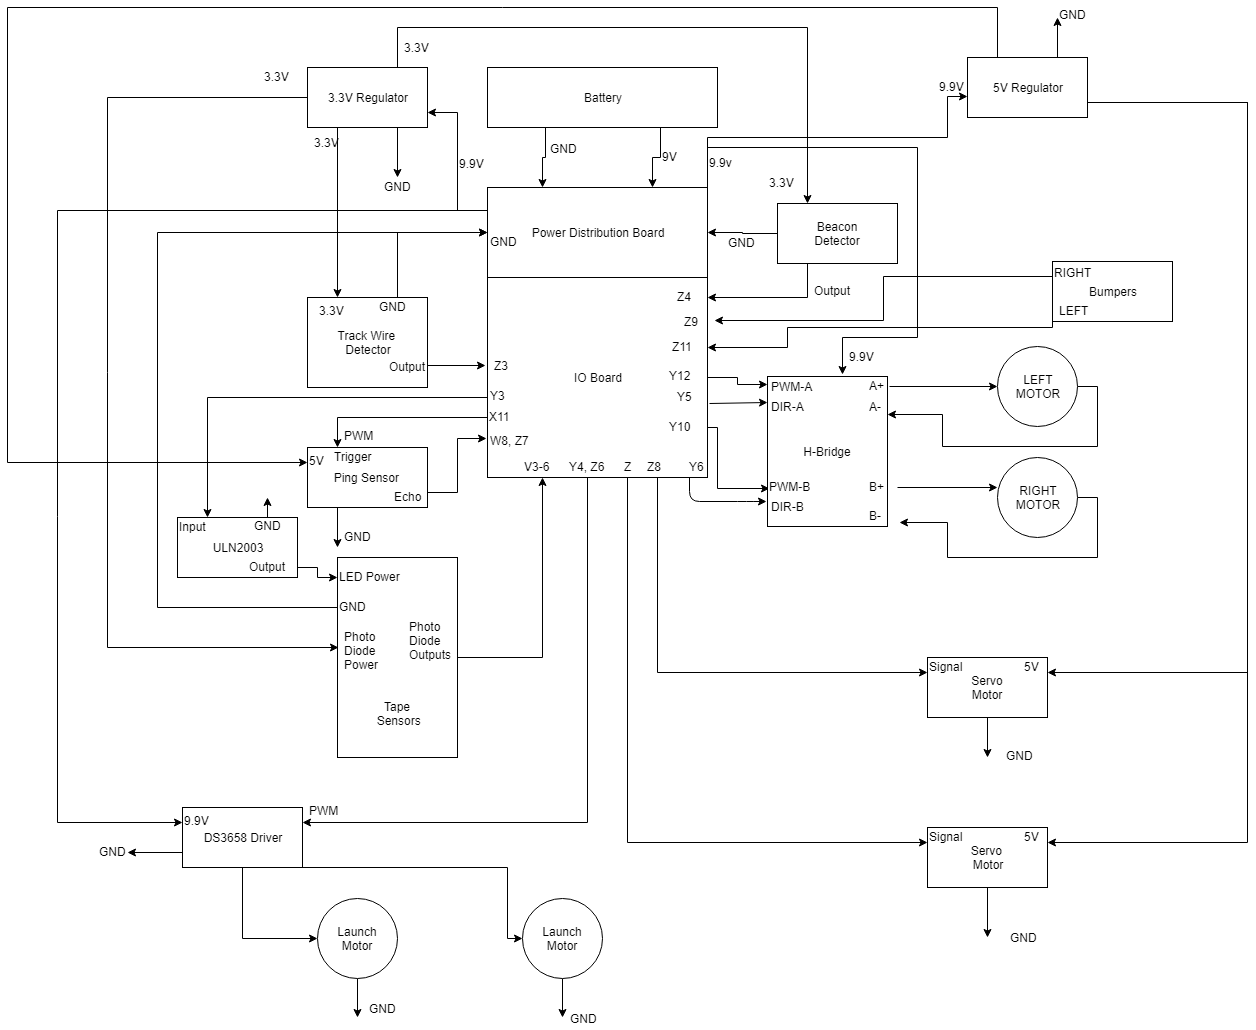 GND
3.3V
3.3V
3.3V Regulator
Battery
9.9V
5V Regulator
3.3V
GND
9V
9.9V
9.9v
GND
3.3V
Beacon
Detector
GND
Power Distribution Board
GND
RIGHT
Bumpers
LEFT
Output
Z4
Z9
Z11
3.3V
GND
Track Wire
Detector
Output
Z3
IO Board
9.9V
Y12
Y5
Y10
PWM-A
DIR-A
A+
A-
H-Bridge
PWM-B
DIR-B
B+
B-
LEFT
MOTOR
RIGHT
MOTOR
Y3
X11
W8, Z7
PWM
5V
Trigger
Ping Sensor
Echo
V3-6
Y4, Z6
Z
Z8
Y6
Input
GND
ULN2003
Output
GND
LED Power
GND
Photo
Diode
Power
Photo
Diode
Outputs
Tape
Sensors
Signal
5V
Servo
Motor
GND
9.9V
DS3658 Driver
PWM
GND
Signal
5V
Servo
Motor
GND
Launch
Motor
GND
Launch
Motor
GND